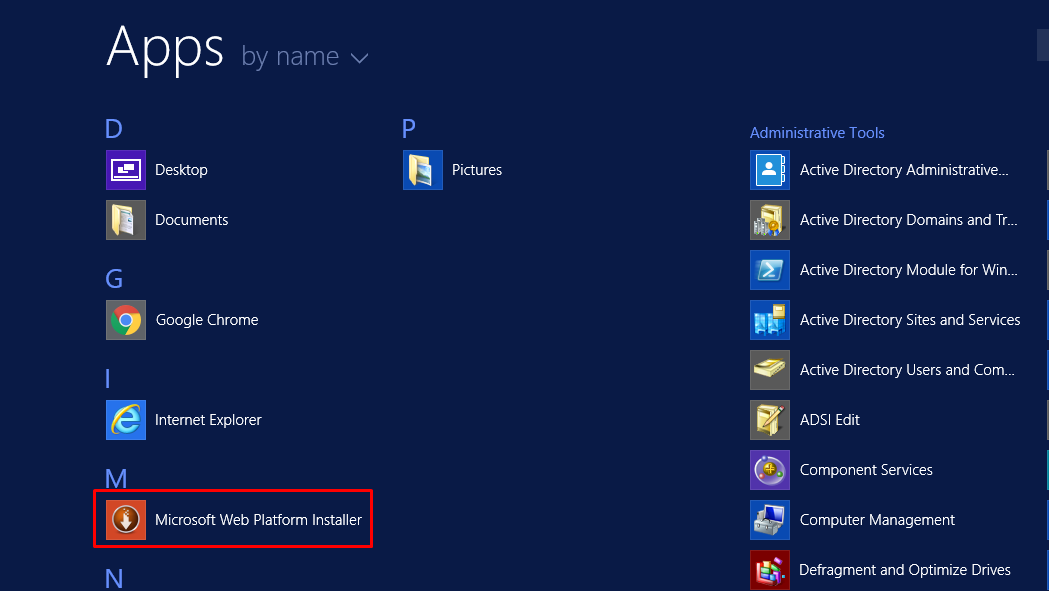 Apps by name
D
Desktop
Documents
G
Google Chrome
I
Internet Explorer
M
Microsoft Web Platform Installer
N
P
Pictures
Administrative Tools
Active Directory Administrative...
Active Directory Domains and Tr...
Active Directory Module for Win...
Active Directory Sites and Services
Active Directory Users and Com...
ADSI Edit
Component Services
Computer Management
Defragment and Optimize Drives